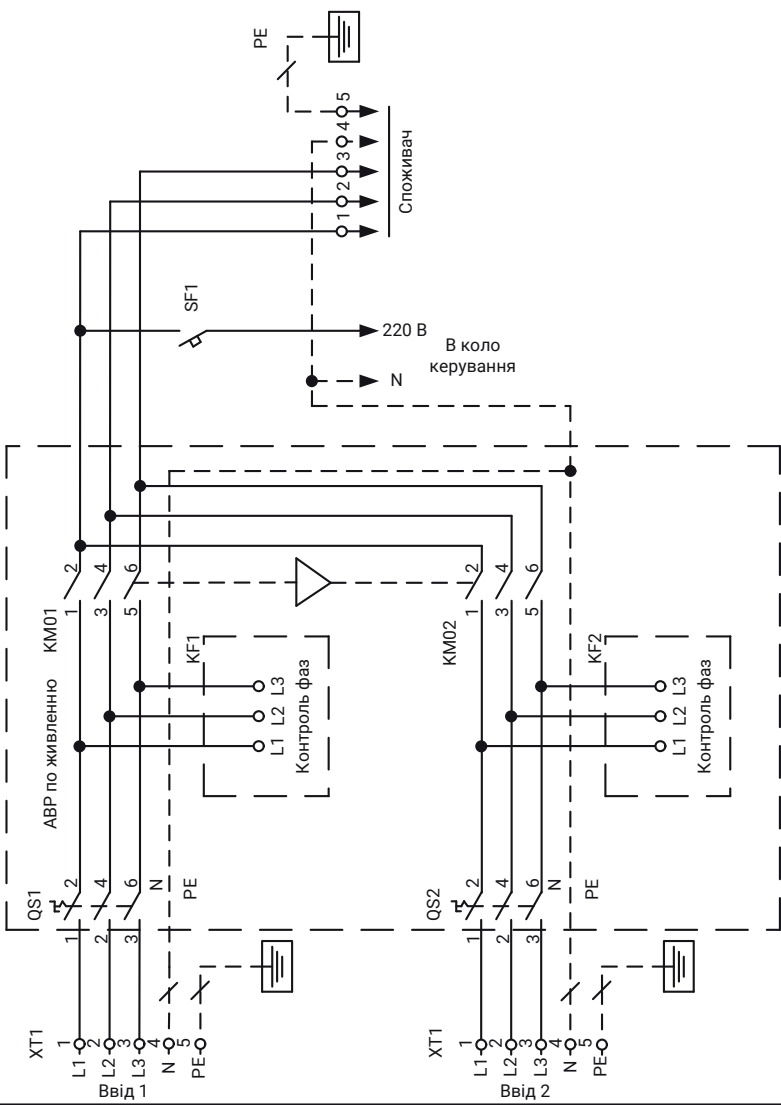 PE
5
4
3
2
1
Споживач
SF1
220 В
В коло
керування
N
2
4
6
1
3
5
KM01
2
4
6
1
3
5
KM02
KF1
L3
L2
L1
Контроль фаз
KF2
L3
L2
L1
Контроль фаз
АВР по живленню
QS1
2
4
6
N
PE
1
2
3
QS2
2
4
6
N
PE
1
2
3
XT1
1
2
3
4
5
L1
L2
L3
N
PE
Ввід 1
XT1
1
2
3
4
5
L1
L2
L3
N
PE
Ввід 2